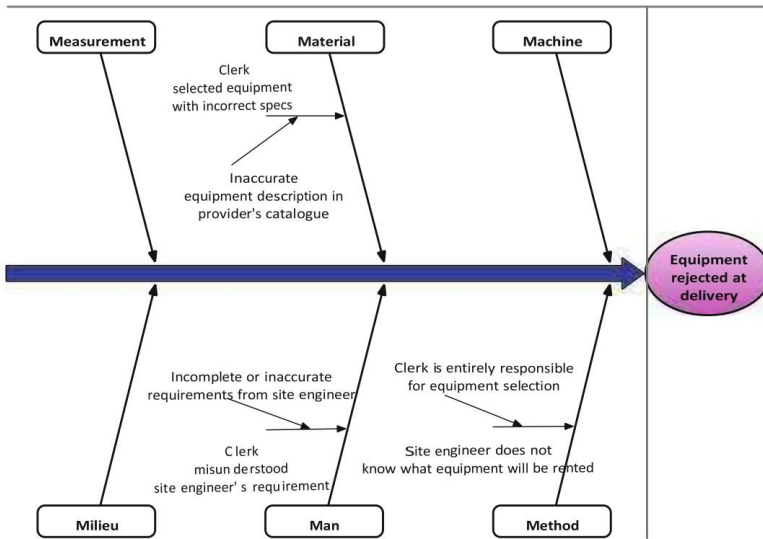 Measurement
Material
Machine
Clerk
selected equipment
with incorrect specs
Inaccurate
equipment description in
provider's catalogue
Equipment
rejected at
delivery
Incomplete or inaccurate
requirements from site engineer
Clerk is entirely responsible
for equipment selection
Clerk
misunderstood
site engineer's requirement
Site engineer does not
know what equipment will be rented
Milieu
Man
Method